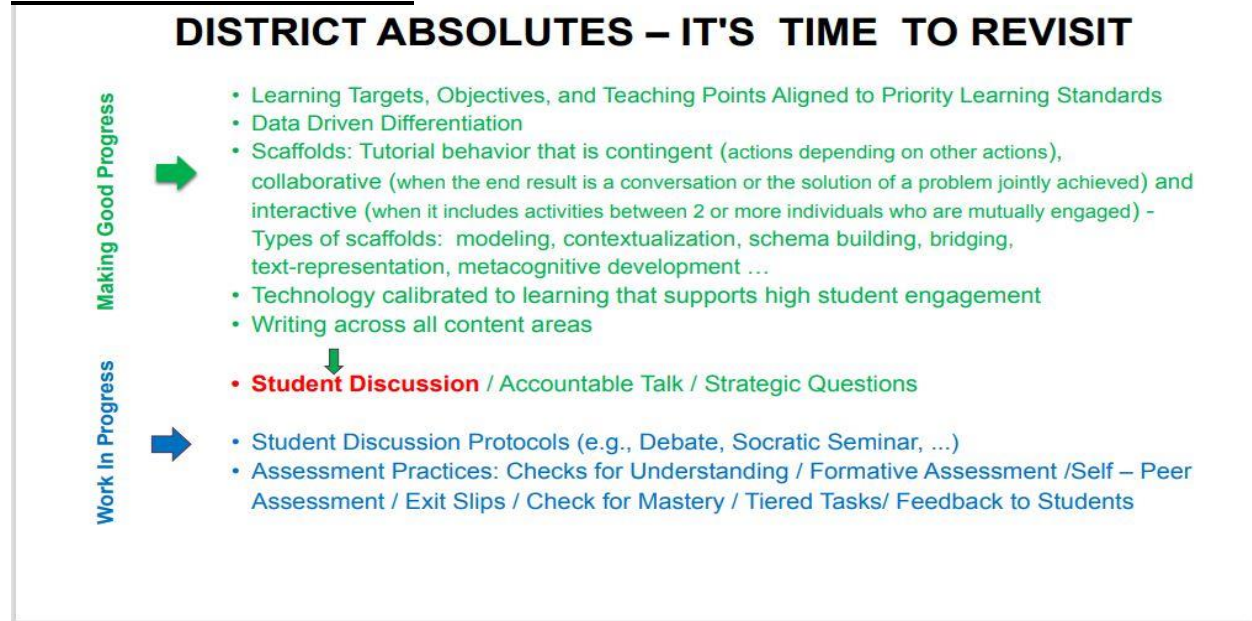 DISTRICT ABSOLUTES – IT'S TIME TO REVISIT
Making Good Progress
• Learning Targets, Objectives, and Teaching Points Aligned to Priority Learning Standards
• Data Driven Differentiation
• Scaffolds: Tutorial behavior that is contingent (actions depending on other actions),
collaborative (when the end result is a conversation or the solution of a problem jointly achieved) and
interactive (when it includes activities between 2 or more individuals who are mutually engaged) -
Types of scaffolds: modeling, contextualization, schema building, bridging,
text-representation, metacognitive development ...
• Technology calibrated to learning that supports high student engagement
• Writing across all content areas
Work In Progress
• Student Discussion / Accountable Talk / Strategic Questions
• Student Discussion Protocols (e.g., Debate, Socratic Seminar, ...)
• Assessment Practices: Checks for Understanding / Formative Assessment /Self – Peer
Assessment / Exit Slips / Check for Mastery / Tiered Tasks/ Feedback to Students